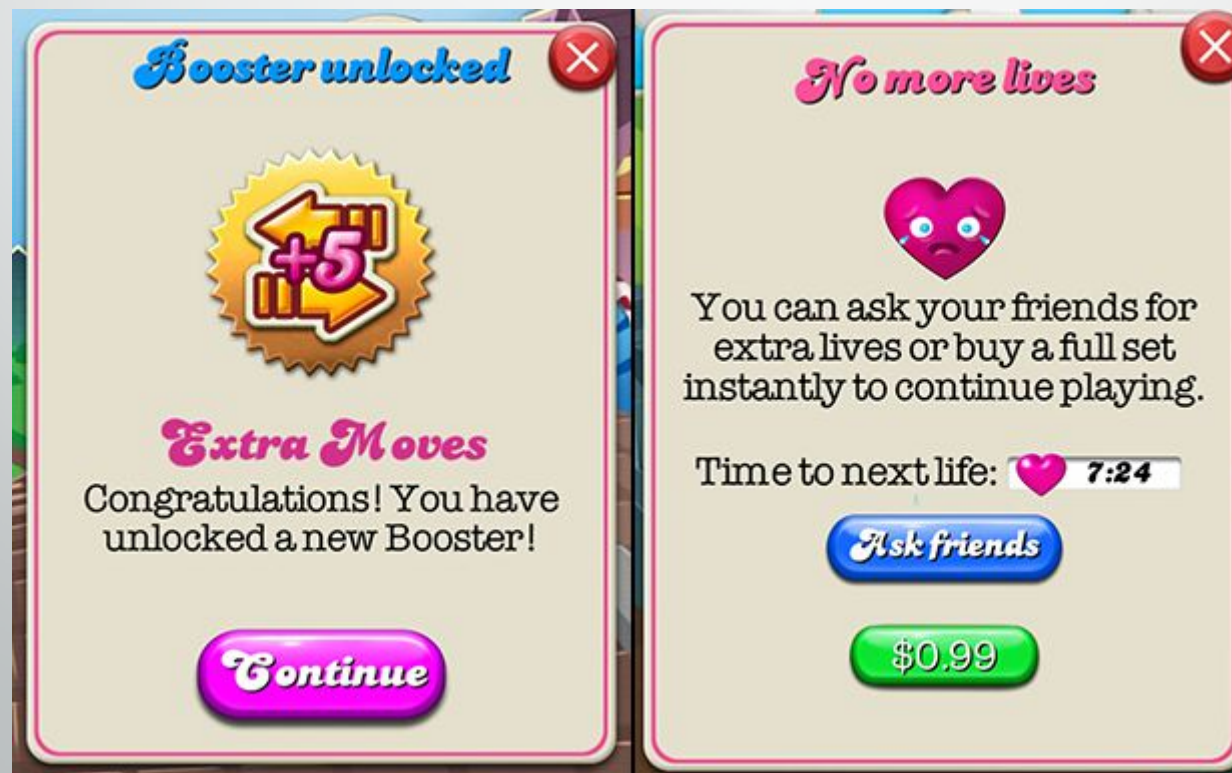 Booster unlocked
+5
Extra Moves
Congratulations! You have
unlocked a new Booster!
Continue
No more lives
You can ask your friends for
extra lives or buy a full set
instantly to continue playing.
Time to next life: 7:24
Ask friends
$0.99